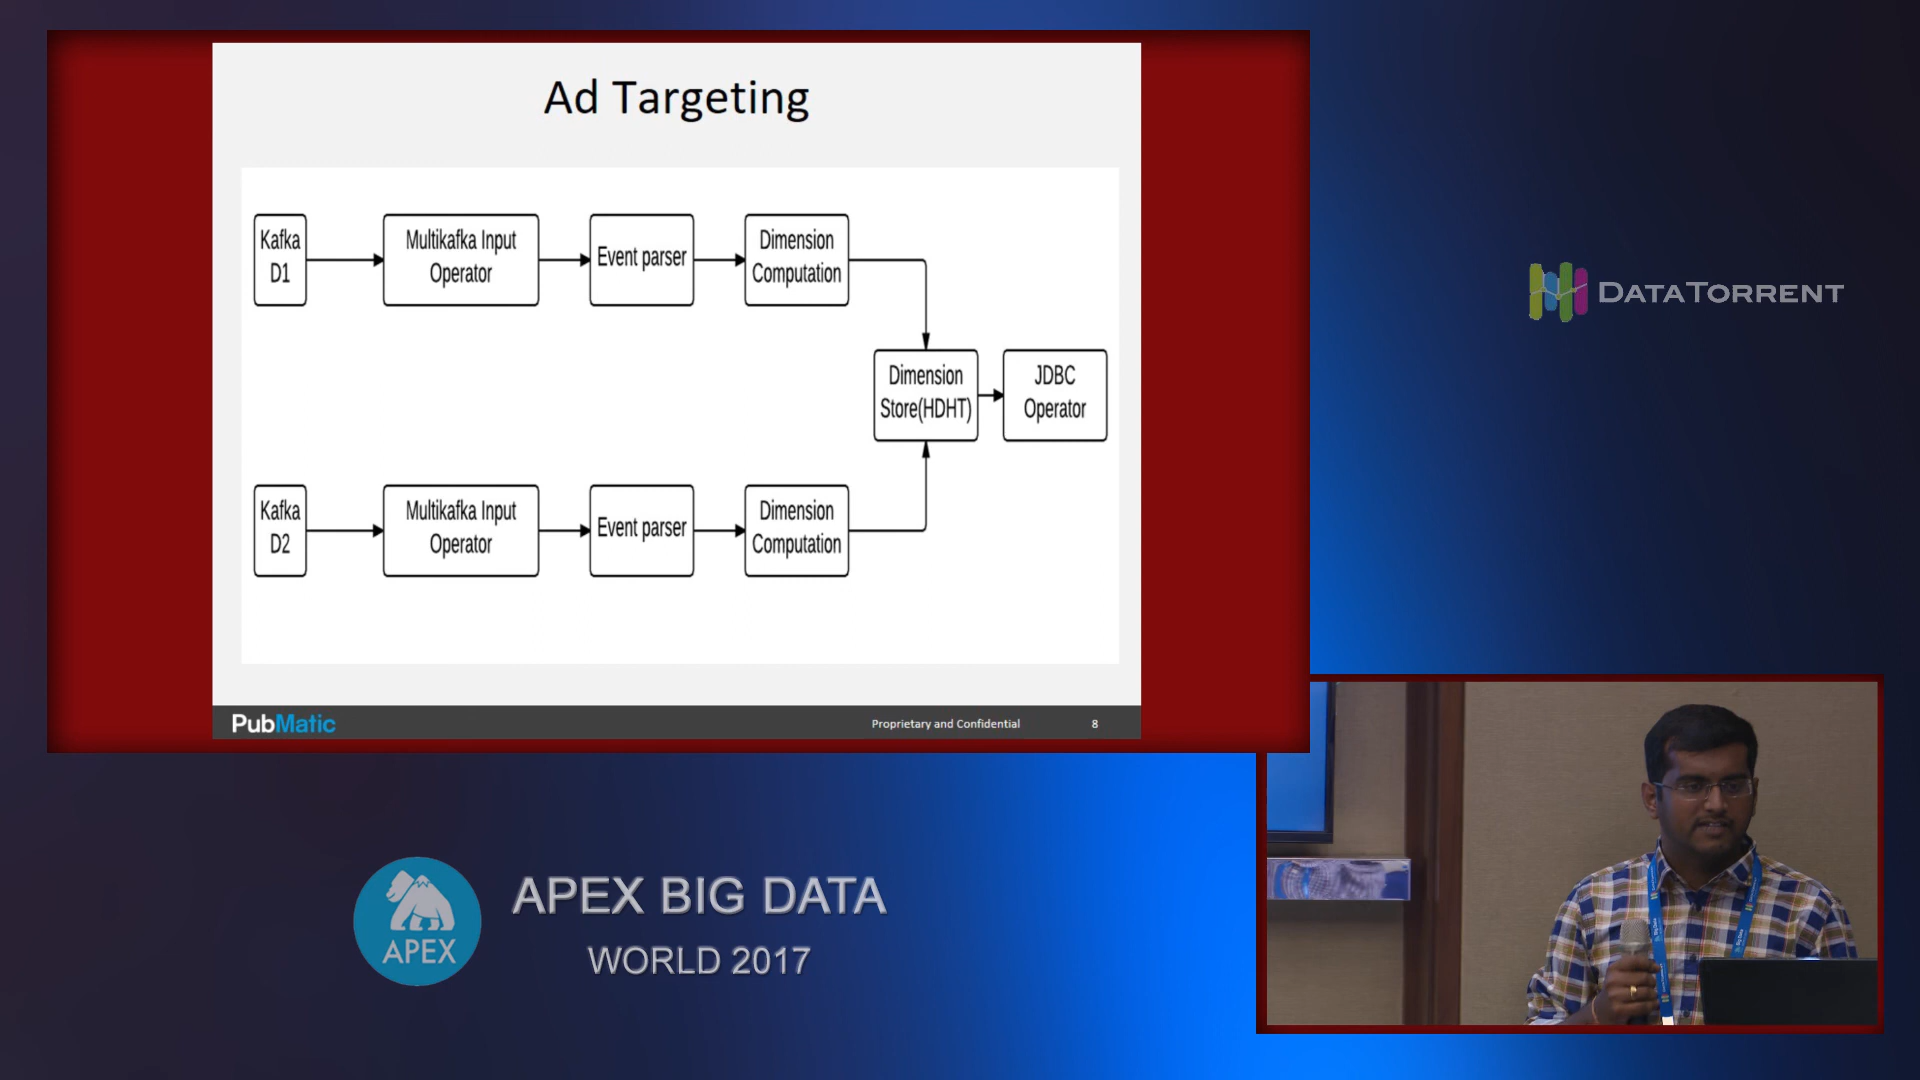 Ad Targeting
Kafka
D1
Multikafka Input
Operator
Event parser
Dimension
Computation
Dimension
Store(HDHT)
JDBC
Operator
Kafka
D2
Multikafka Input
Operator
Event parser
Dimension
Computation
PubMatic
Proprietary and Confidential
8
DATATORRENT
APEX
APEX BIG DATA
WORLD 2017